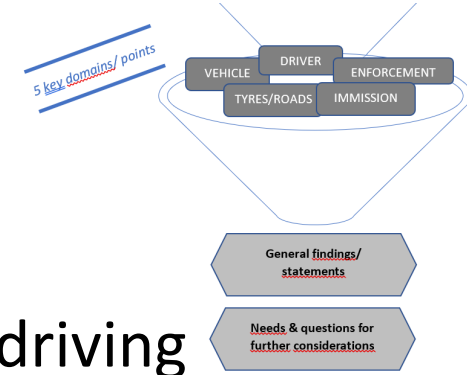 5 key domains/ points
DRIVER
VEHICLE
ENFORCEMENT
TYRES/ROADS
IMMISSION
General findings/
statements
Needs & questions for
further considerations
driving